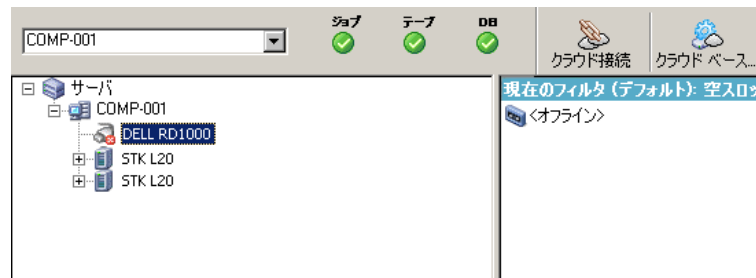 COMP-001
ジョブ テープ DB
クラウド接続 クラウド ベース...
サーバ
COMP-001
DELL RD1000
STK L20
STK L20
現在のフィルタ (デフォルト): 空スロッ
<オフライン>